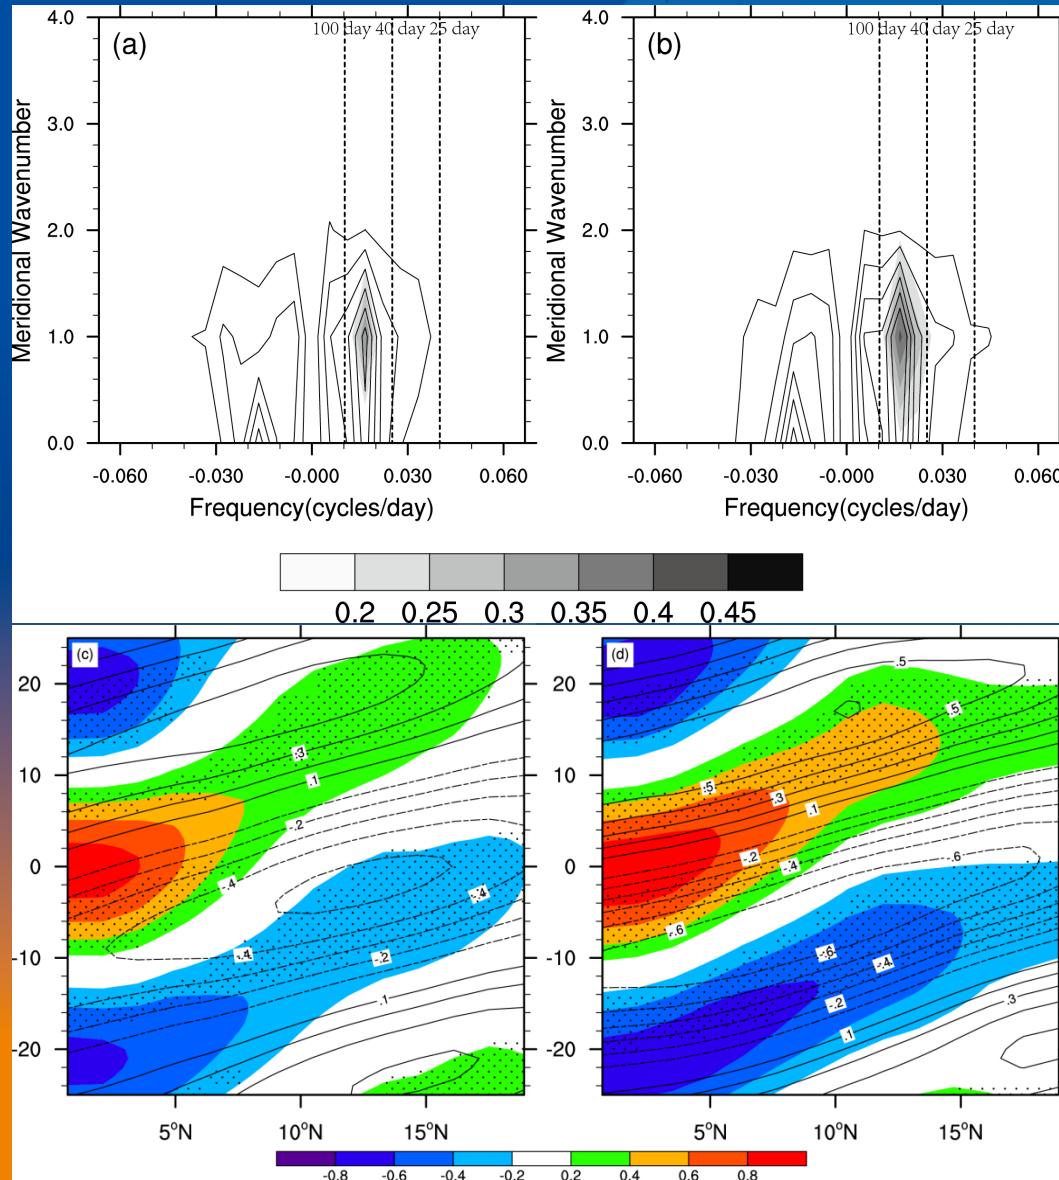 (a)
100 day 40 day 25 day
4.0
3.0
2.0
1.0
0.0
Meridional Wavenumber
-0.060 -0.030 -0.000 0.030 0.060
Frequency(cycles/day)
(b)
100 day 40 day 25 day
4.0
3.0
2.0
1.0
0.0
Meridional Wavenumber
-0.060 -0.030 -0.000 0.030 0.060
Frequency(cycles/day)
0.2 0.25 0.3 0.35 0.4 0.45
(c)
20
10
0
-10
-20
.3
.1
-.2
-.4
-.4
-.4
-.2
.1
5°N 10°N 15°N
(d)
20
10
0
-10
-20
.5
.5
.5
.3
.1
-.2
-.4
-.6
-.6
-.6
-.4
-.2
.1
.3
5°N 10°N 15°N
-0.8 -0.6 -0.4 -0.2 0.2 0.4 0.6 0.8